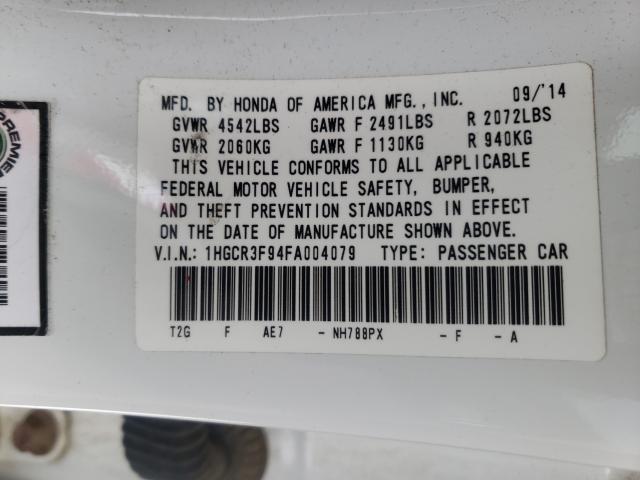 MFD. BY HONDA OF AMERICA MFG., INC. 09/'14
GVWR 4542LBS GAWR F 2491LBS R 2072LBS
GVWR 2060KG GAWR F 1130KG R 940KG
THIS VEHICLE CONFORMS TO ALL APPLICABLE
FEDERAL MOTOR VEHICLE SAFETY, BUMPER,
AND THEFT PREVENTION STANDARDS IN EFFECT
ON THE DATE OF MANUFACTURE SHOWN ABOVE.
V.I.N.: 1HGCR3F94FA004079 TYPE: PASSENGER CAR
T2G F AE7 - NH788PX - F - A
PREMIER